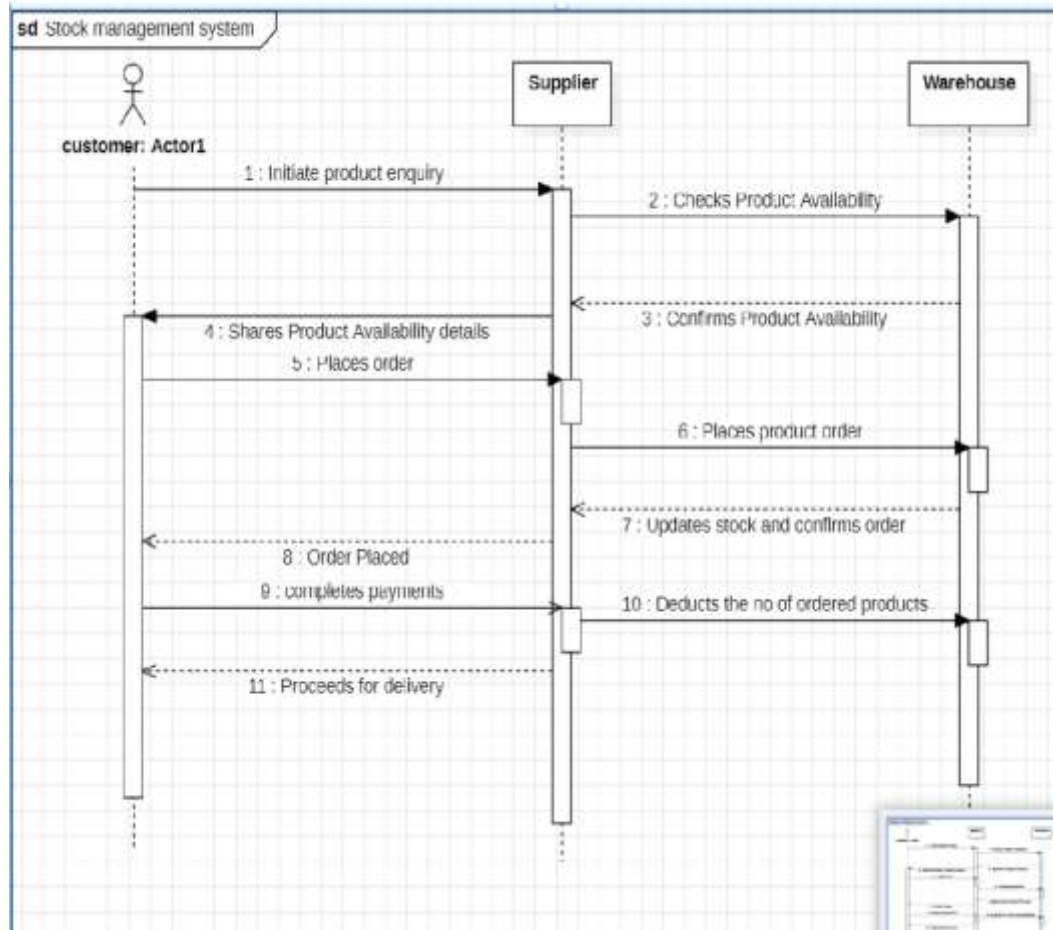 sd Stock management system
Supplier
Warehouse
customer: Actor1
1 : Initiate product enquiry
2 : Checks Product Availability
3 : Confirms Product Availability
4 : Shares Product Availability details
5 : Places order
6 : Places product order
7 : Updates stock and confirms order
8 : Order Placed
9 : completes payments
10 : Deducts the no of ordered products
11 : Proceeds for delivery